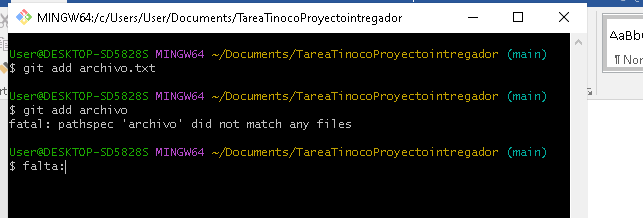 MINGW64:/c/Users/User/Documents/TareaTinocoProyectointregador
User@DESKTOP-SD5828S MINGW64 ~/Documents/TareaTinocoProyectointregador (main)
$ git add archivo.txt
User@DESKTOP-SD5828S MINGW64 ~/Documents/TareaTinocoProyectointregador (main)
$ git add archivo
fatal: pathspec 'archivo' did not match any files
User@DESKTOP-SD5828S MINGW64 ~/Documents/TareaTinocoProyectointregador (main)
$ falta:
AaBb
¶ Nor